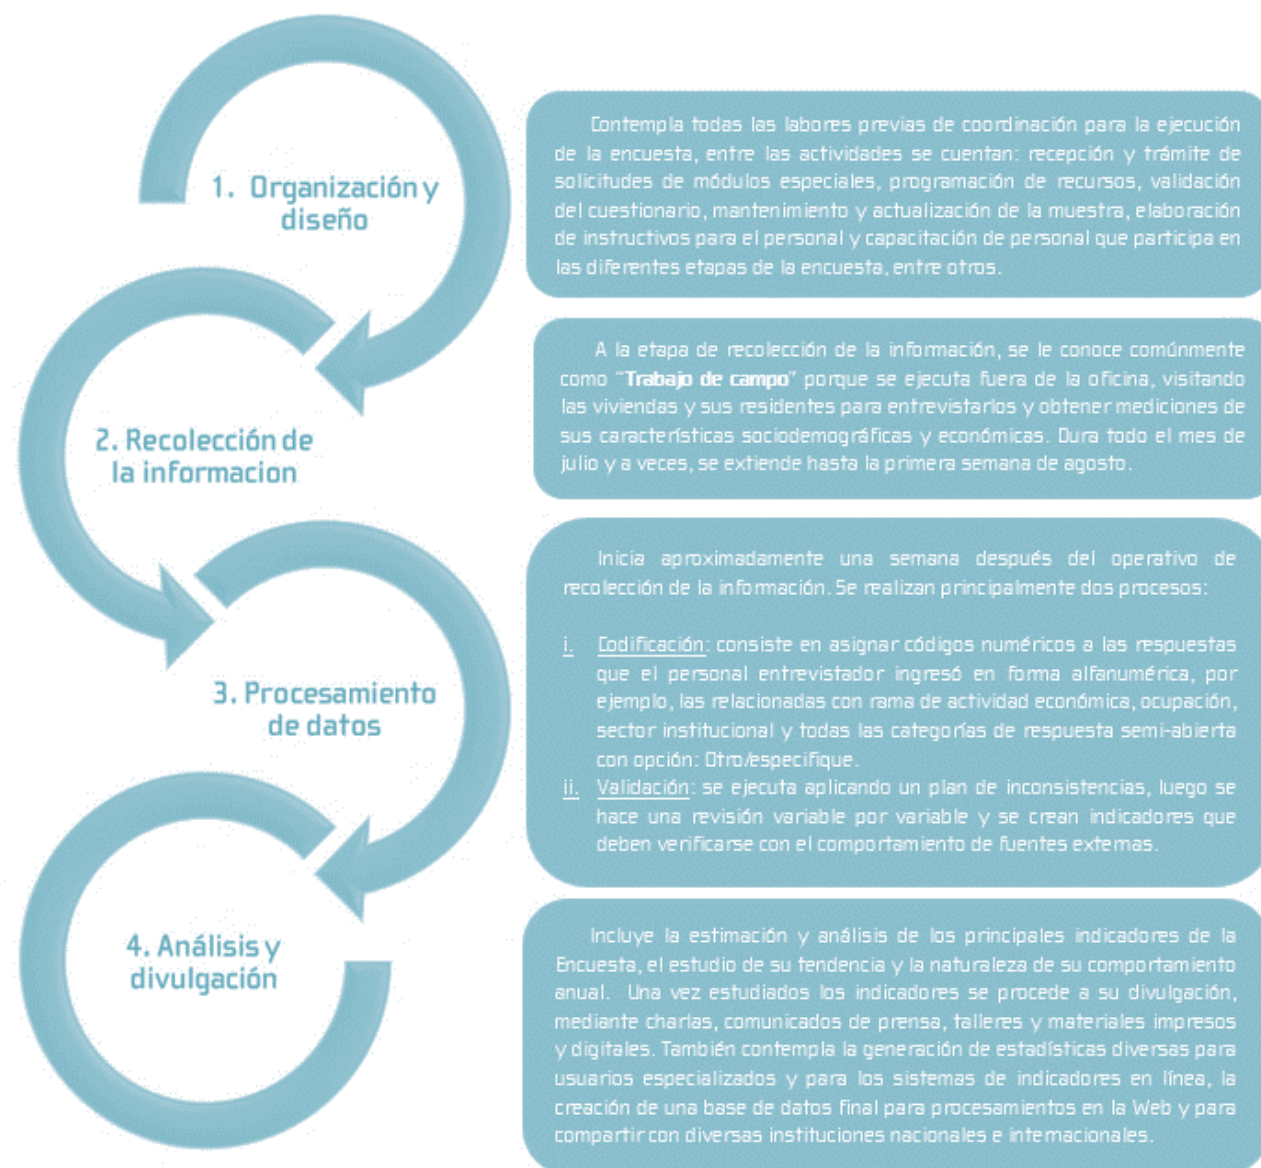 1. Organización y
diseño
Contempla todas las labores previas de coordinación para la ejecución
de la encuesta, entre las actividades se cuentan: recepción y trámite de
solicitudes de módulos especiales, programación de recursos, validación
del cuestionario, mantenimiento y actualización de la muestra, elaboración
de instructivos para el personal y capacitación de personal que participa en
las diferentes etapas de la encuesta, entre otros.
2. Recolección de
la informacion
A la etapa de recolección de la información, se le conoce comúnmente
como "Trabajo de campo" porque se ejecuta fuera de la oficina, visitando
las viviendas y sus residentes para entrevistarlos y obtener mediciones de
sus características sociodemográficas y económicas. Dura todo el mes de
julio y a veces, se extiende hasta la primera semana de agosto.
3. Procesamiento
de datos
Inicia aproximadamente una semana después del operativo de
recolección de la información. Se realizan principalmente dos procesos:
i. Codificación: consiste en asignar códigos numéricos a las respuestas
que el personal entrevistador ingresó en forma alfanumérica, por
ejemplo, las relacionadas con rama de actividad económica, ocupación,
sector institucional y todas las categorías de respuesta semi-abierta
con opción: Otro/especifique.
ii. Validación: se ejecuta aplicando un plan de inconsistencias, luego se
hace una revisión variable por variable y se crean indicadores que
deben verificarse con el comportamiento de fuentes externas.
4. Análisis y
divulgación
Incluye la estimación y análisis de los principales indicadores de la
Encuesta, el estudio de su tendencia y la naturaleza de su comportamiento
anual. Una vez estudiados los indicadores se procede a su divulgación,
mediante charlas, comunicados de prensa, talleres y materiales impresos
y digitales. También contempla la generación de estadísticas diversas para
usuarios especializados y para los sistemas de indicadores en línea, la
creación de una base de datos final para procesamientos en la Web y para
compartir con diversas instituciones nacionales e internacionales.